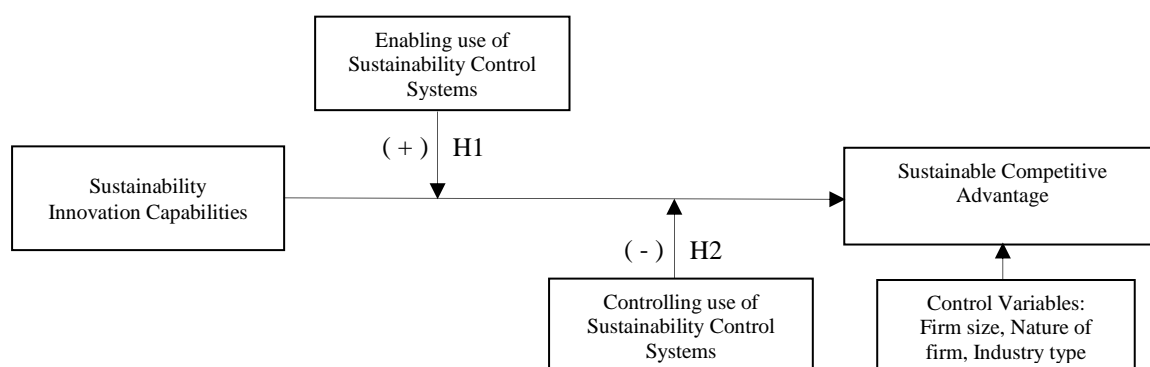 Enabling use of
Sustainability Control
Systems
( + ) H1
Sustainability
Innovation Capabilities
Sustainable Competitive
Advantage
( - ) H2
Controlling use of
Sustainability Control
Systems
Control Variables:
Firm size, Nature of
firm, Industry type